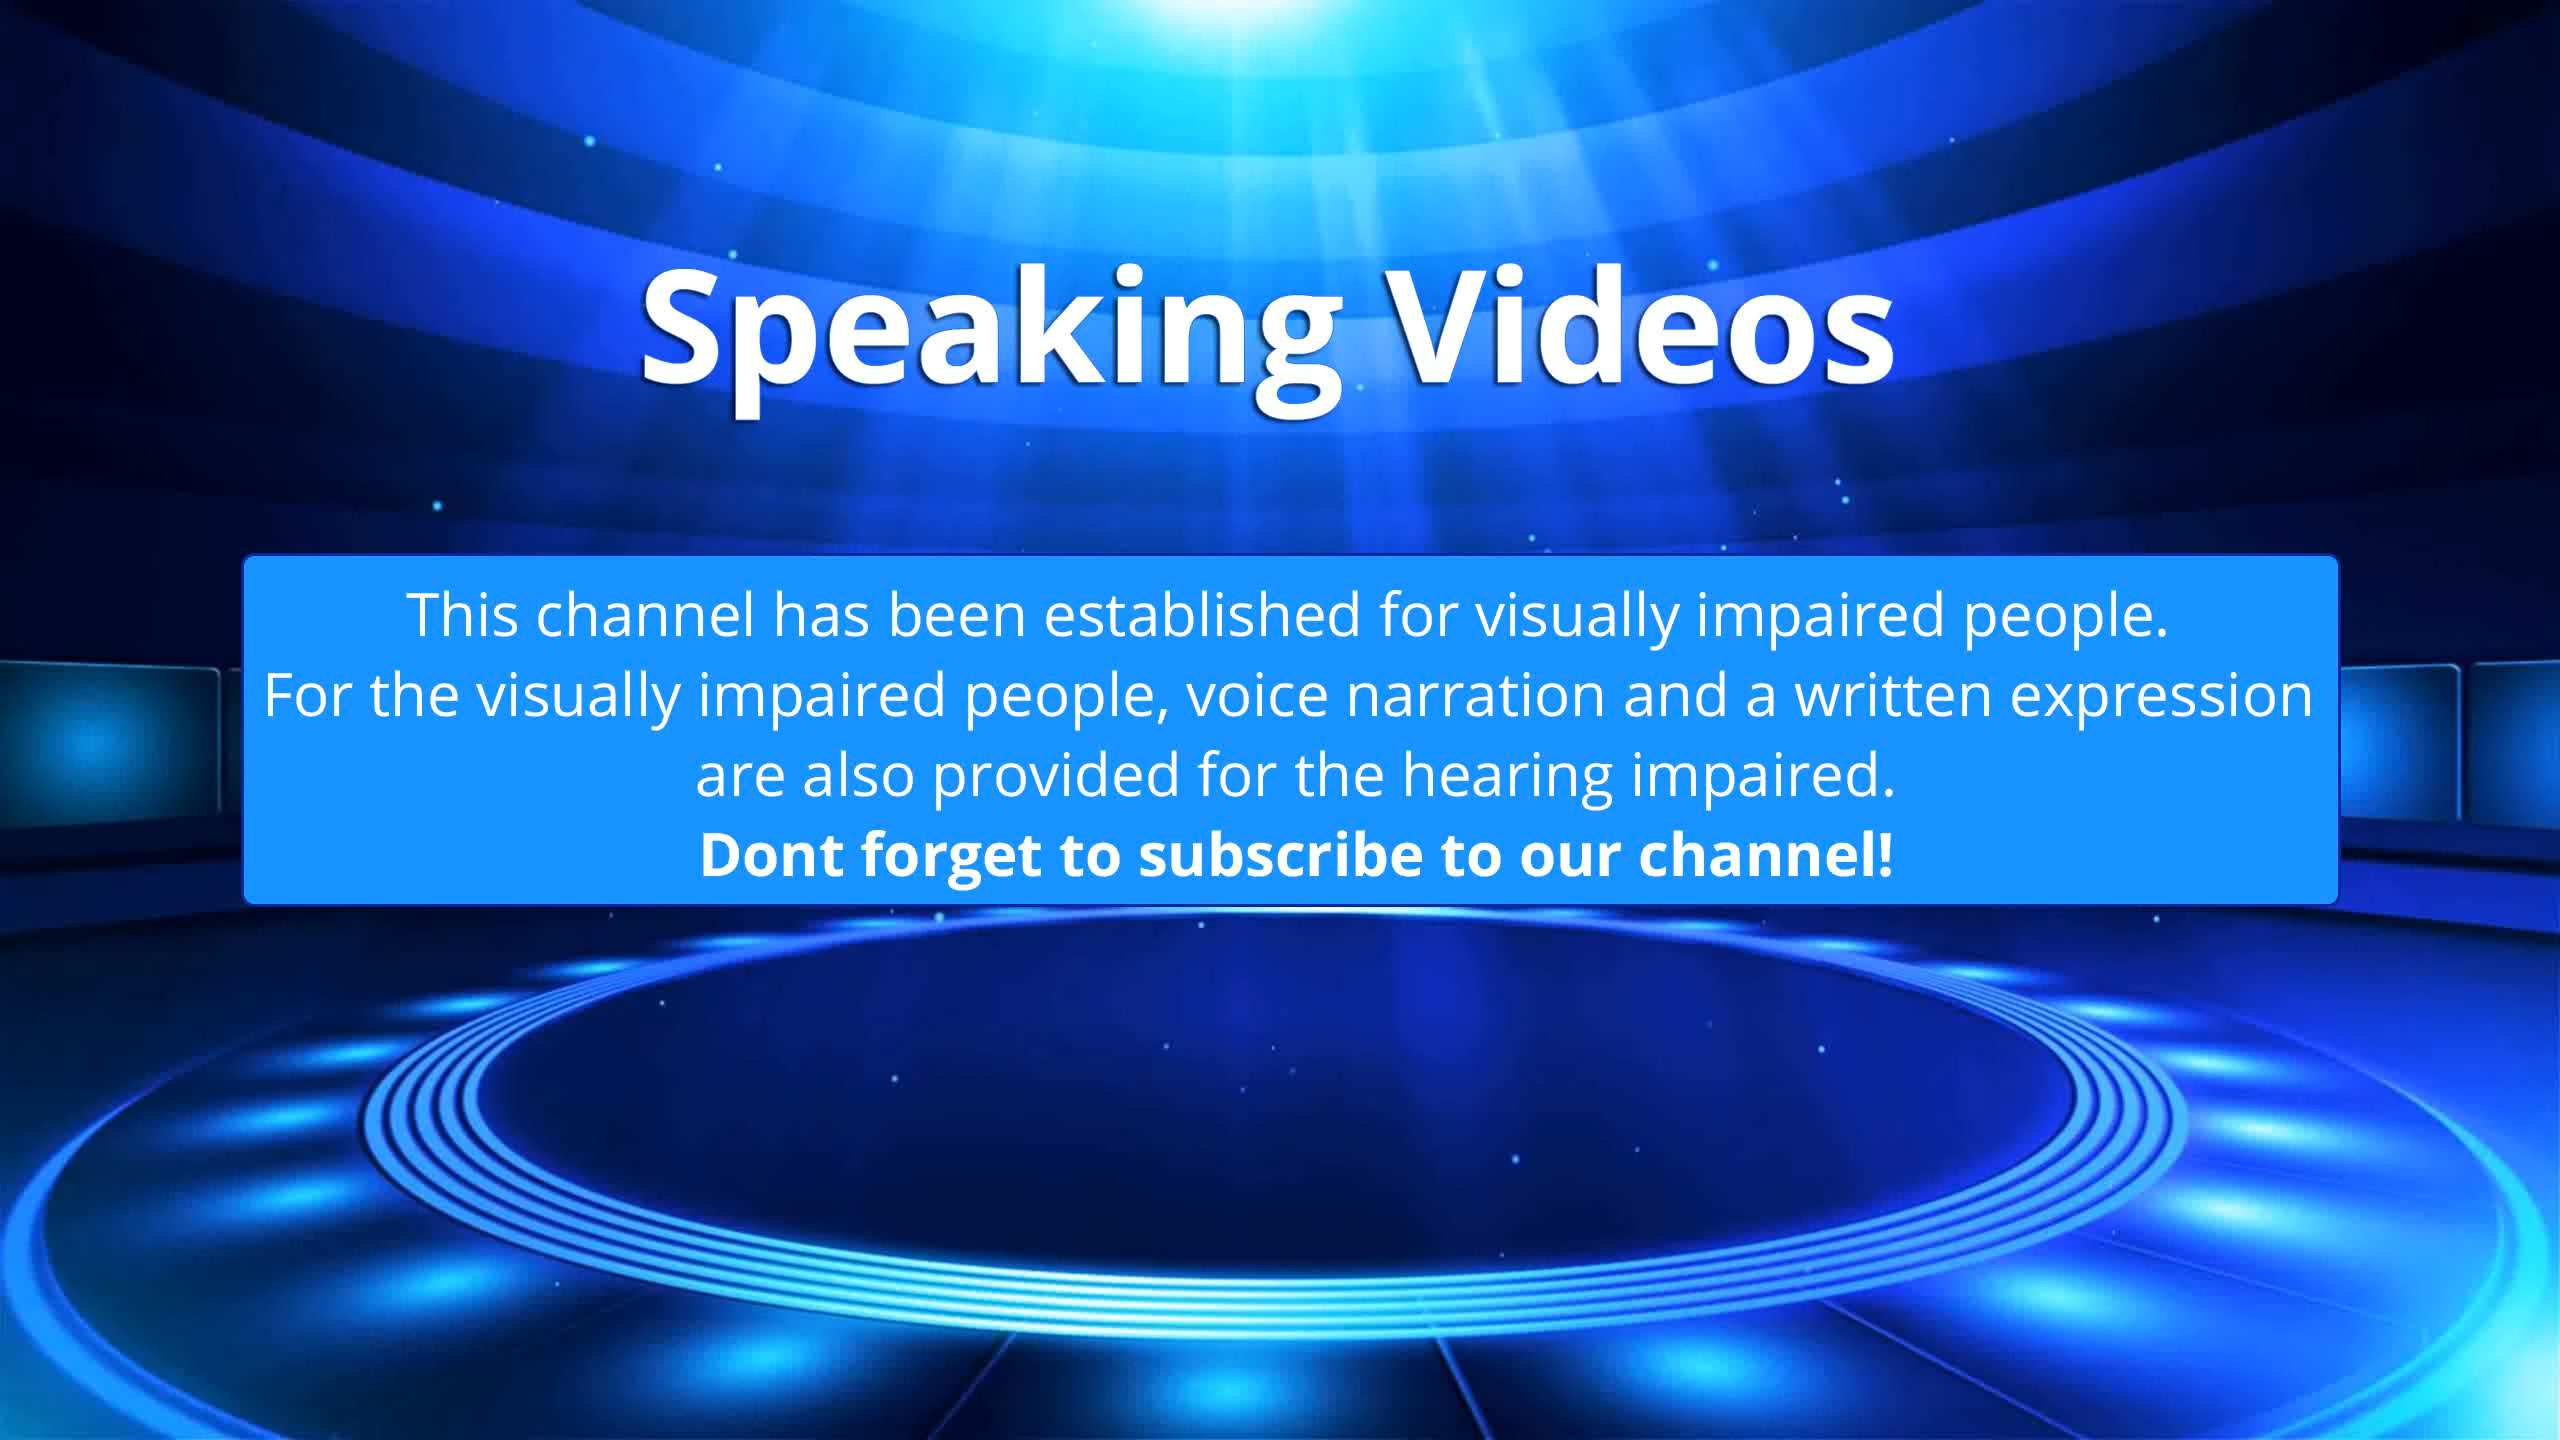 Speaking Videos
This channel has been established for visually impaired people.
For the visually impaired people, voice narration and a written expression
are also provided for the hearing impaired.
Dont forget to subscribe to our channel!